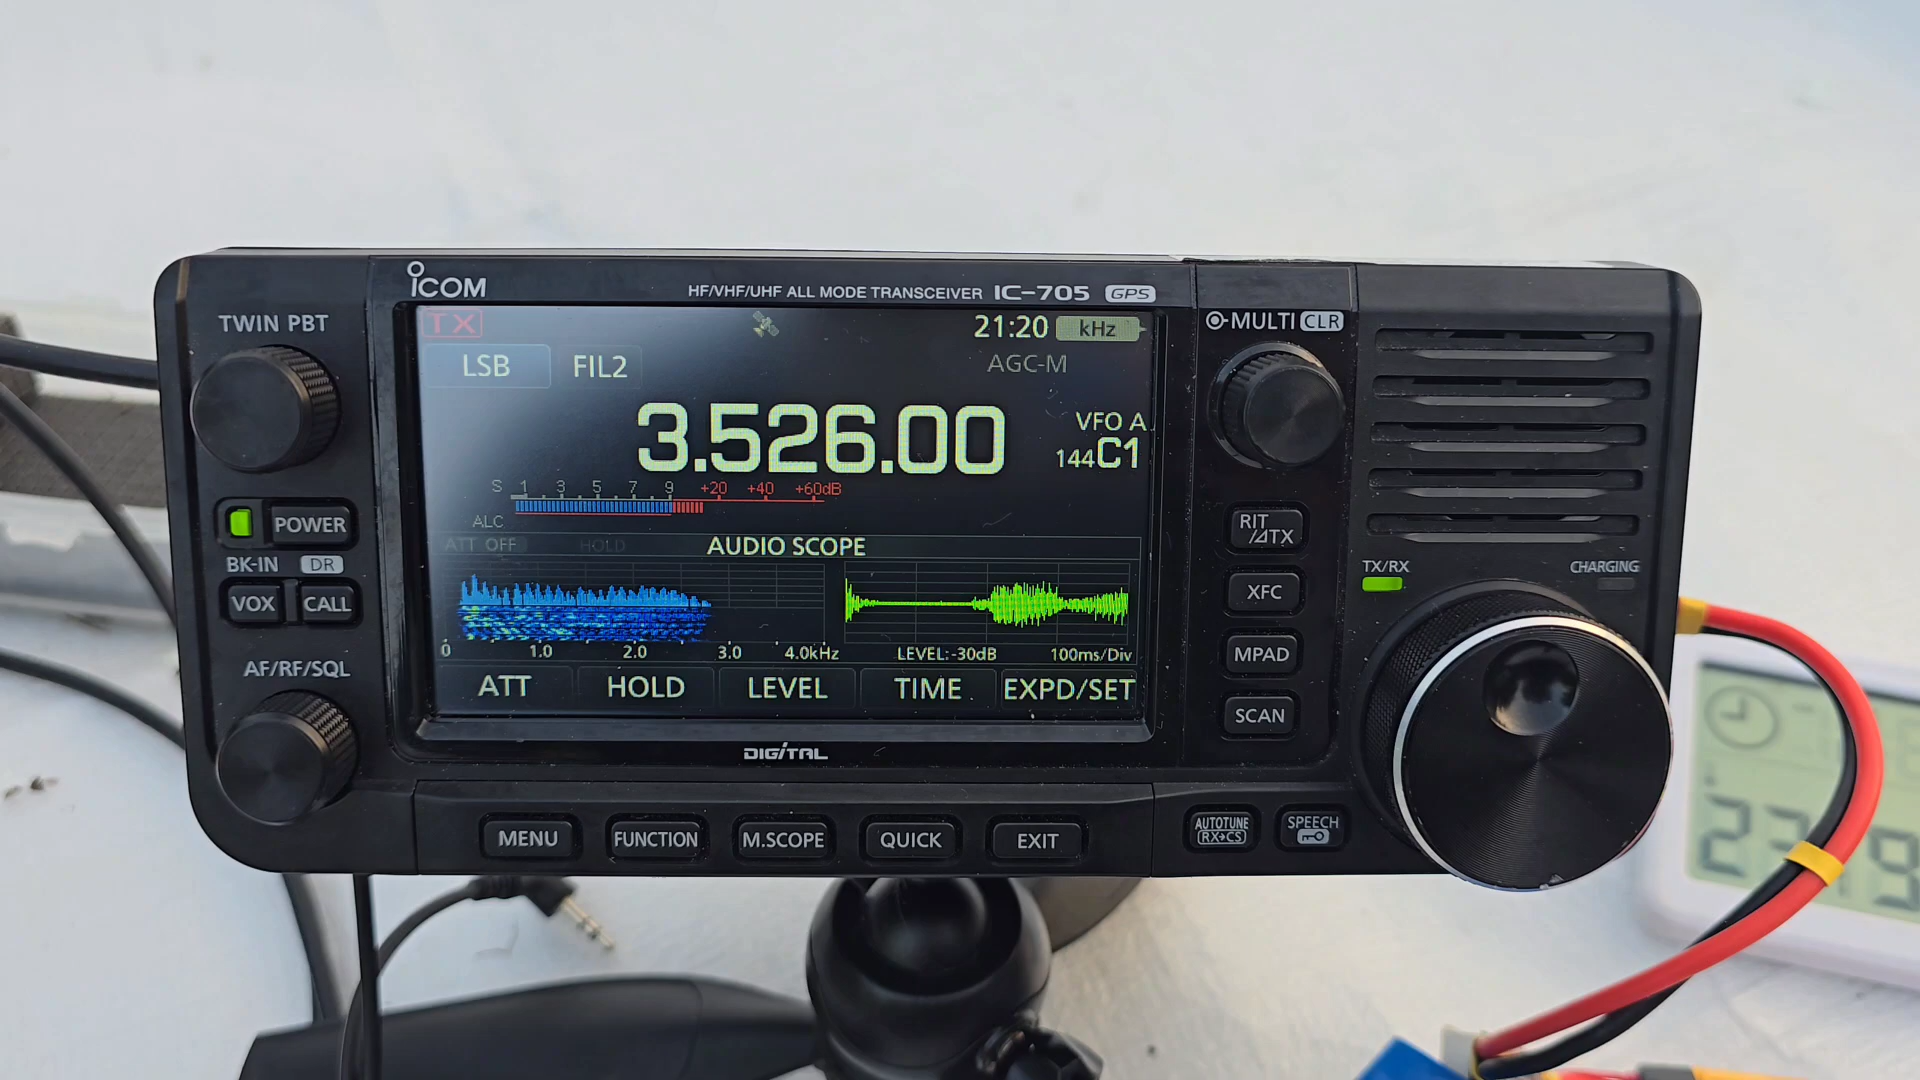 ICOM
HF/VHF/UHF ALL MODE TRANSCEIVER IC-705 GPS
TWIN PBT
TX
21:20 kHz
MULTI CLR
LSB FIL2 AGC-M
3.526.00
VFO A
144C1
S 1 3 5 7 9 +20 +40 +60dB
ALC
POWER
RIT
/⊿TX
ATT OFF HOLD AUDIO SCOPE
BK-IN DR
TX/RX CHARGING
VOX CALL
XFC
0 1.0 2.0 3.0 4.0kHz LEVEL:-30dB 100ms/Div
MPAD
AF/RF/SQL
ATT HOLD LEVEL TIME EXPD/SET
SCAN
DIGITAL
MENU FUNCTION M.SCOPE QUICK EXIT
AUTOTUNE
RX→CS
SPEECH